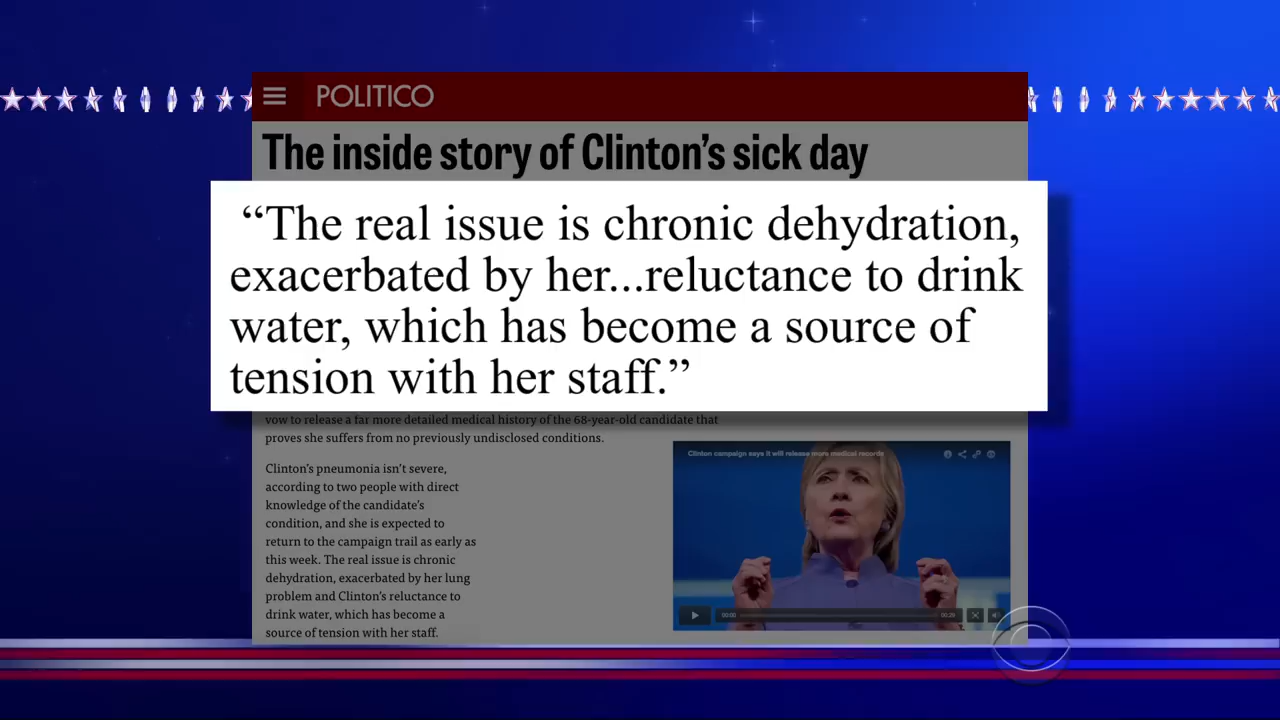 POLITICO
The inside story of Clinton's sick day
“The real issue is chronic dehydration,
exacerbated by her...reluctance to drink
water, which has become a source of
tension with her staff.”
vow to release a far more detailed medical history of the 68-year-old candidate that
proves she suffers from no previously undisclosed conditions.
Clinton's pneumonia isn't severe,
according to two people with direct
knowledge of the candidate's
condition, and she is expected to
return to the campaign trail as early as
this week. The real issue is chronic
dehydration, exacerbated by her lung
problem and Clinton's reluctance to
drink water, which has become a
source of tension with her staff.
Clinton campaign says it will release more medical records
00:00
00:29